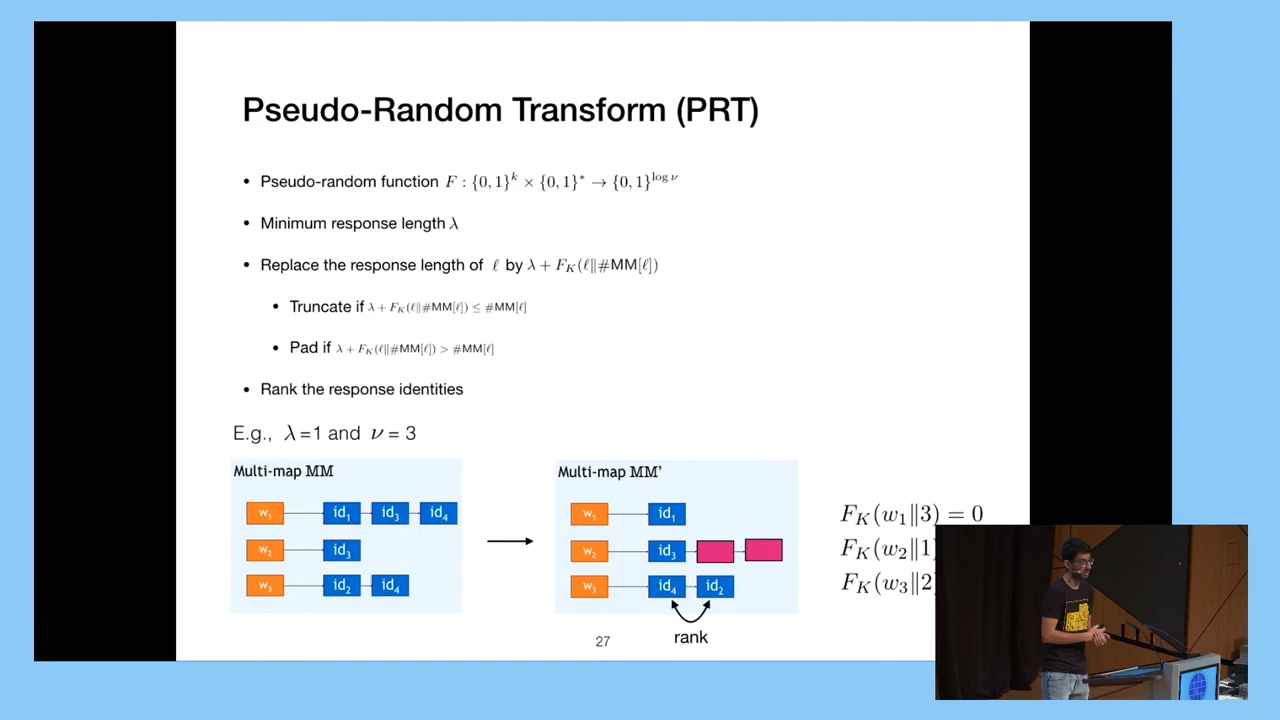 Pseudo-Random Transform (PRT)
• Pseudo-random function F : {0, 1}^k × {0, 1}^* → {0, 1}^{log ν}
• Minimum response length λ
• Replace the response length of ℓ by λ + F_K(ℓ‖#MM[ℓ])
• Truncate if λ + F_K(ℓ‖#MM[ℓ]) ≤ #MM[ℓ]
• Pad if λ + F_K(ℓ‖#MM[ℓ]) > #MM[ℓ]
• Rank the response identities
E.g., λ =1 and ν = 3
Multi-map MM
w₁ id₁ id₃ id₄
w₂ id₃
w₃ id₂ id₄
Multi-map MM'
w₁ id₁
w₂ id₃
w₃ id₄ id₂
rank
F_K(w₁‖3) = 0
F_K(w₂‖1)
F_K(w₃‖2)
27